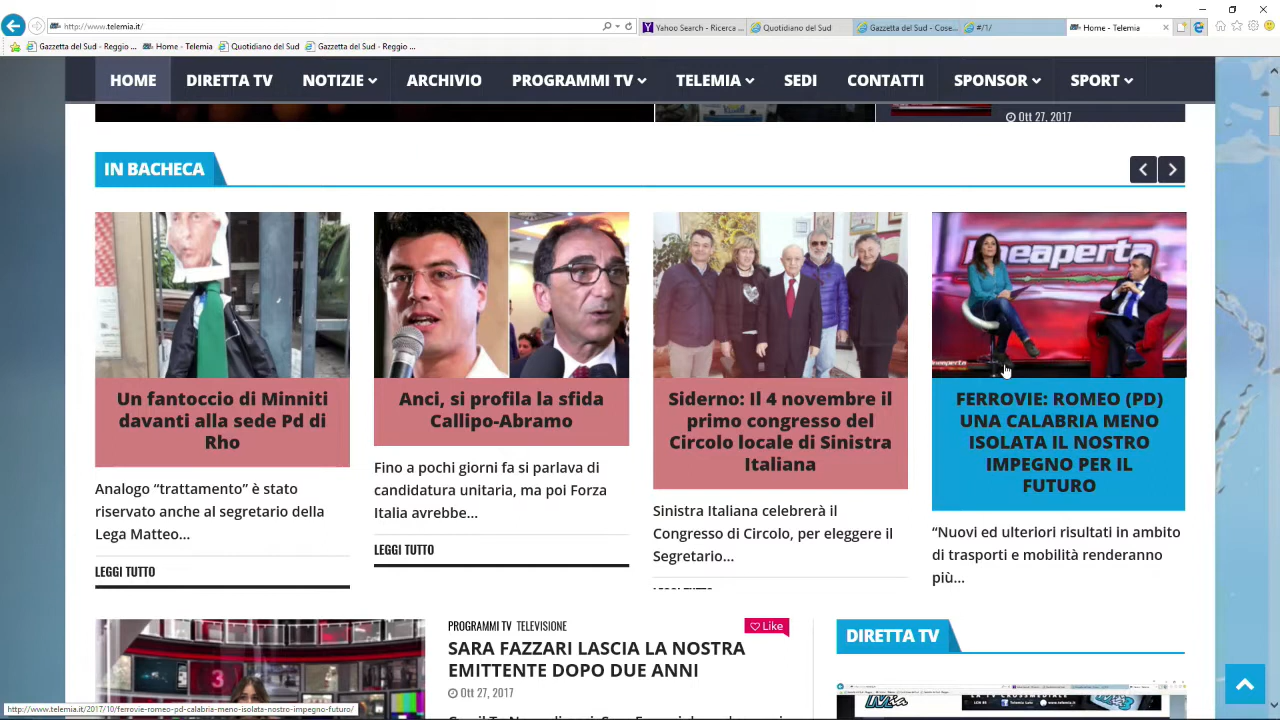 http://www.telemia.it/
Yahoo Search - Ricerca ...
Quotidiano del Sud
Gazzetta del Sud - Cose...
#/1/
Home - Telemia
Gazzetta del Sud - Reggio ...
Home - Telemia
Quotidiano del Sud
Gazzetta del Sud - Reggio ...
HOME
DIRETTA TV
NOTIZIE
ARCHIVIO
PROGRAMMI TV
TELEMIA
SEDI
CONTATTI
SPONSOR
SPORT
Ott 27, 2017
IN BACHECA
Un fantoccio di Minniti
davanti alla sede Pd di
Rho
Analogo “trattamento” è stato
riservato anche al segretario della
Lega Matteo...
LEGGI TUTTO
Anci, si profila la sfida
Callipo-Abramo
Fino a pochi giorni fa si parlava di
candidatura unitaria, ma poi Forza
Italia avrebbe...
LEGGI TUTTO
Siderno: Il 4 novembre il
primo congresso del
Circolo locale di Sinistra
Italiana
Sinistra Italiana celebrerà il
Congresso di Circolo, per eleggere il
Segretario...
LEGGI TUTTO
lineaperta
lineaperta
FERROVIE: ROMEO (PD)
UNA CALABRIA MENO
ISOLATA IL NOSTRO
IMPEGNO PER IL
FUTURO
“Nuovi ed ulteriori risultati in ambito
di trasporti e mobilità renderanno
più...
PROGRAMMI TV TELEVISIONE
Like
SARA FAZZARI LASCIA LA NOSTRA
EMITTENTE DOPO DUE ANNI
Ott 27, 2017
DIRETTA TV
LA TV CROSSMEDIALE
http://www.telemia.it/2017/10/ferrovie-romeo-pd-calabria-meno-isolata-nostro-impegno-futuro/